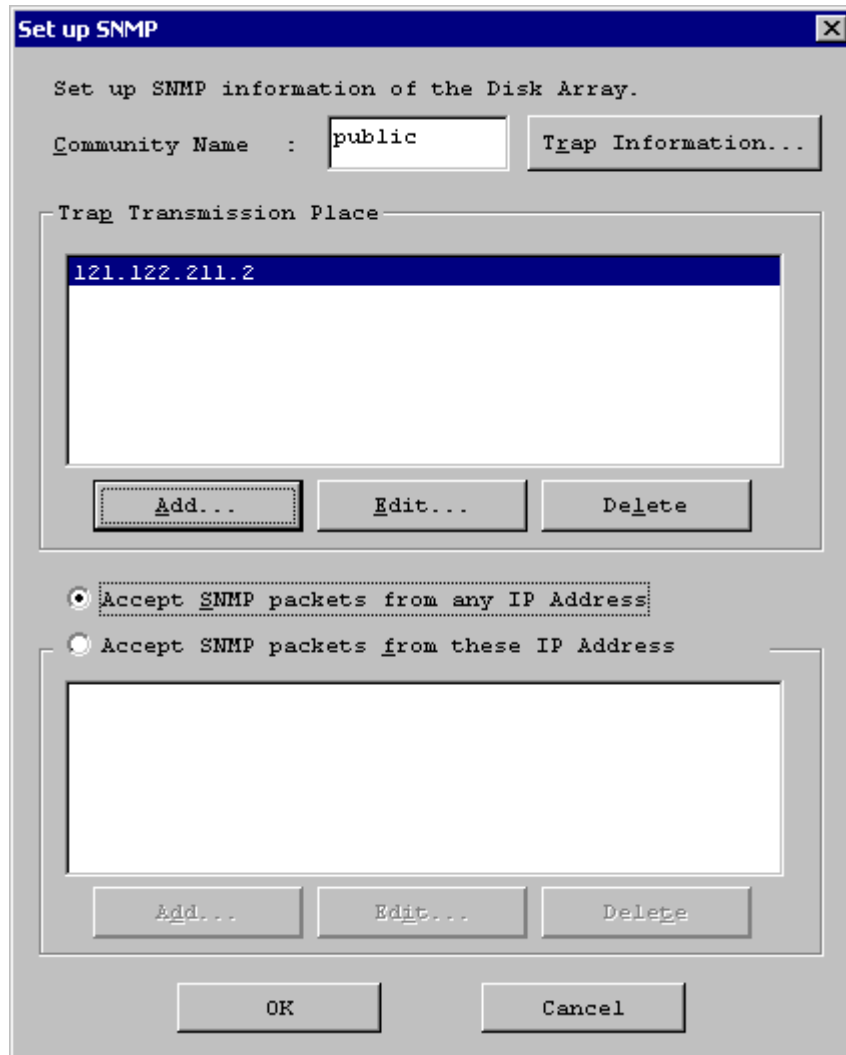 Set up SNMP
Set up SNMP information of the Disk Array.
Community Name : public Trap Information...
Trap Transmission Place
121.122.211.2
Add... Edit... Delete
Accept SNMP packets from any IP Address
Accept SNMP packets from these IP Address
Add... Edit... Delete
OK Cancel